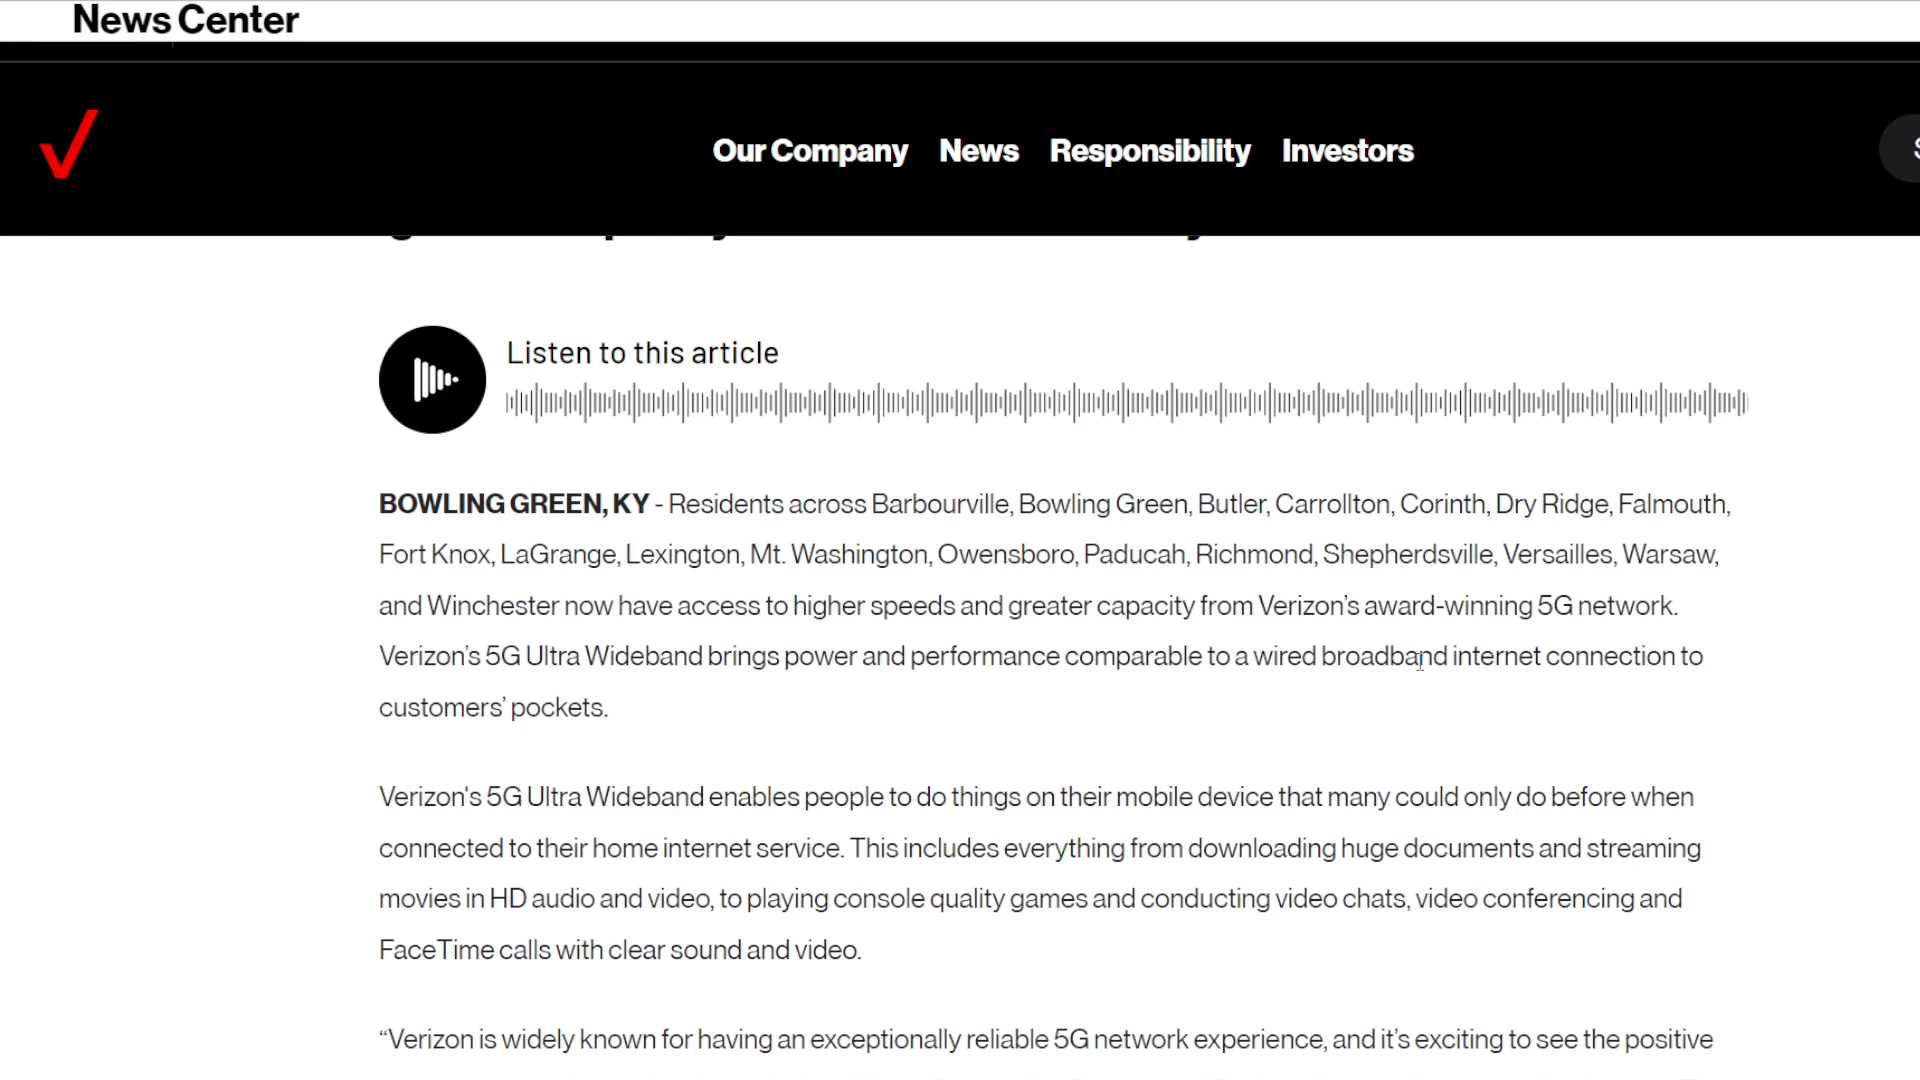 News Center
Our Company News Responsibility Investors
Listen to this article
BOWLING GREEN, KY - Residents across Barbourville, Bowling Green, Butler, Carrollton, Corinth, Dry Ridge, Falmouth,
Fort Knox, LaGrange, Lexington, Mt. Washington, Owensboro, Paducah, Richmond, Shepherdsville, Versailles, Warsaw,
and Winchester now have access to higher speeds and greater capacity from Verizon’s award-winning 5G network.
Verizon’s 5G Ultra Wideband brings power and performance comparable to a wired broadband internet connection to
customers’ pockets.
Verizon's 5G Ultra Wideband enables people to do things on their mobile device that many could only do before when
connected to their home internet service. This includes everything from downloading huge documents and streaming
movies in HD audio and video, to playing console quality games and conducting video chats, video conferencing and
FaceTime calls with clear sound and video.
“Verizon is widely known for having an exceptionally reliable 5G network experience, and it’s exciting to see the positive